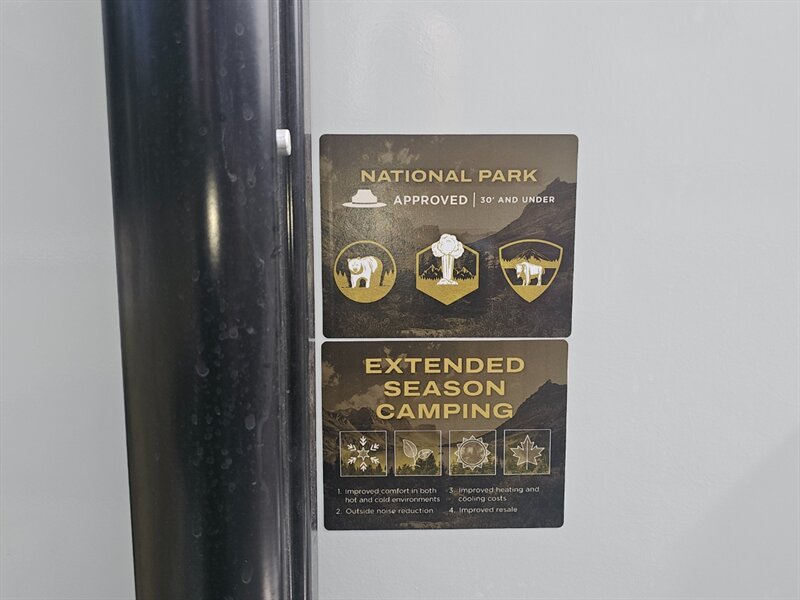 NATIONAL PARK
APPROVED | 30' AND UNDER
EXTENDED
SEASON
CAMPING
1. Improved comfort in both
hot and cold environments
2. Outside noise reduction
3. Improved heating and
cooling costs
4. Improved resale